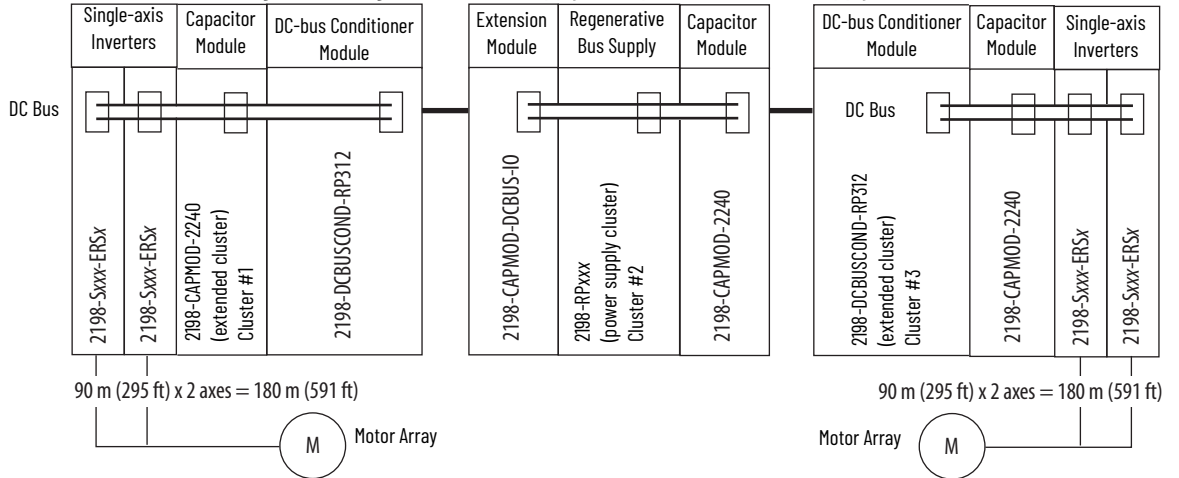 Single-axis
Inverters
Capacitor
Module
DC-bus Conditioner
Module
Extension
Module
Regenerative
Bus Supply
Capacitor
Module
DC-bus Conditioner
Module
Capacitor
Module
Single-axis
Inverters
DC Bus
DC Bus
2198-Sxxx-ERSx
2198-Sxxx-ERSx
2198-CAPMOD-2240
(extended cluster)
Cluster #1
2198-DCBUSCOND-RP312
2198-CAPMOD-DCBUS-IO
2198-RPxxx
(power supply cluster)
Cluster #2
2198-CAPMOD-2240
2198-DCBUSCOND-RP312
(extended cluster)
Cluster #3
2198-CAPMOD-2240
2198-Sxxx-ERSx
2198-Sxxx-ERSx
90 m (295 ft) x 2 axes = 180 m (591 ft)
90 m (295 ft) x 2 axes = 180 m (591 ft)
M
Motor Array
Motor Array
M